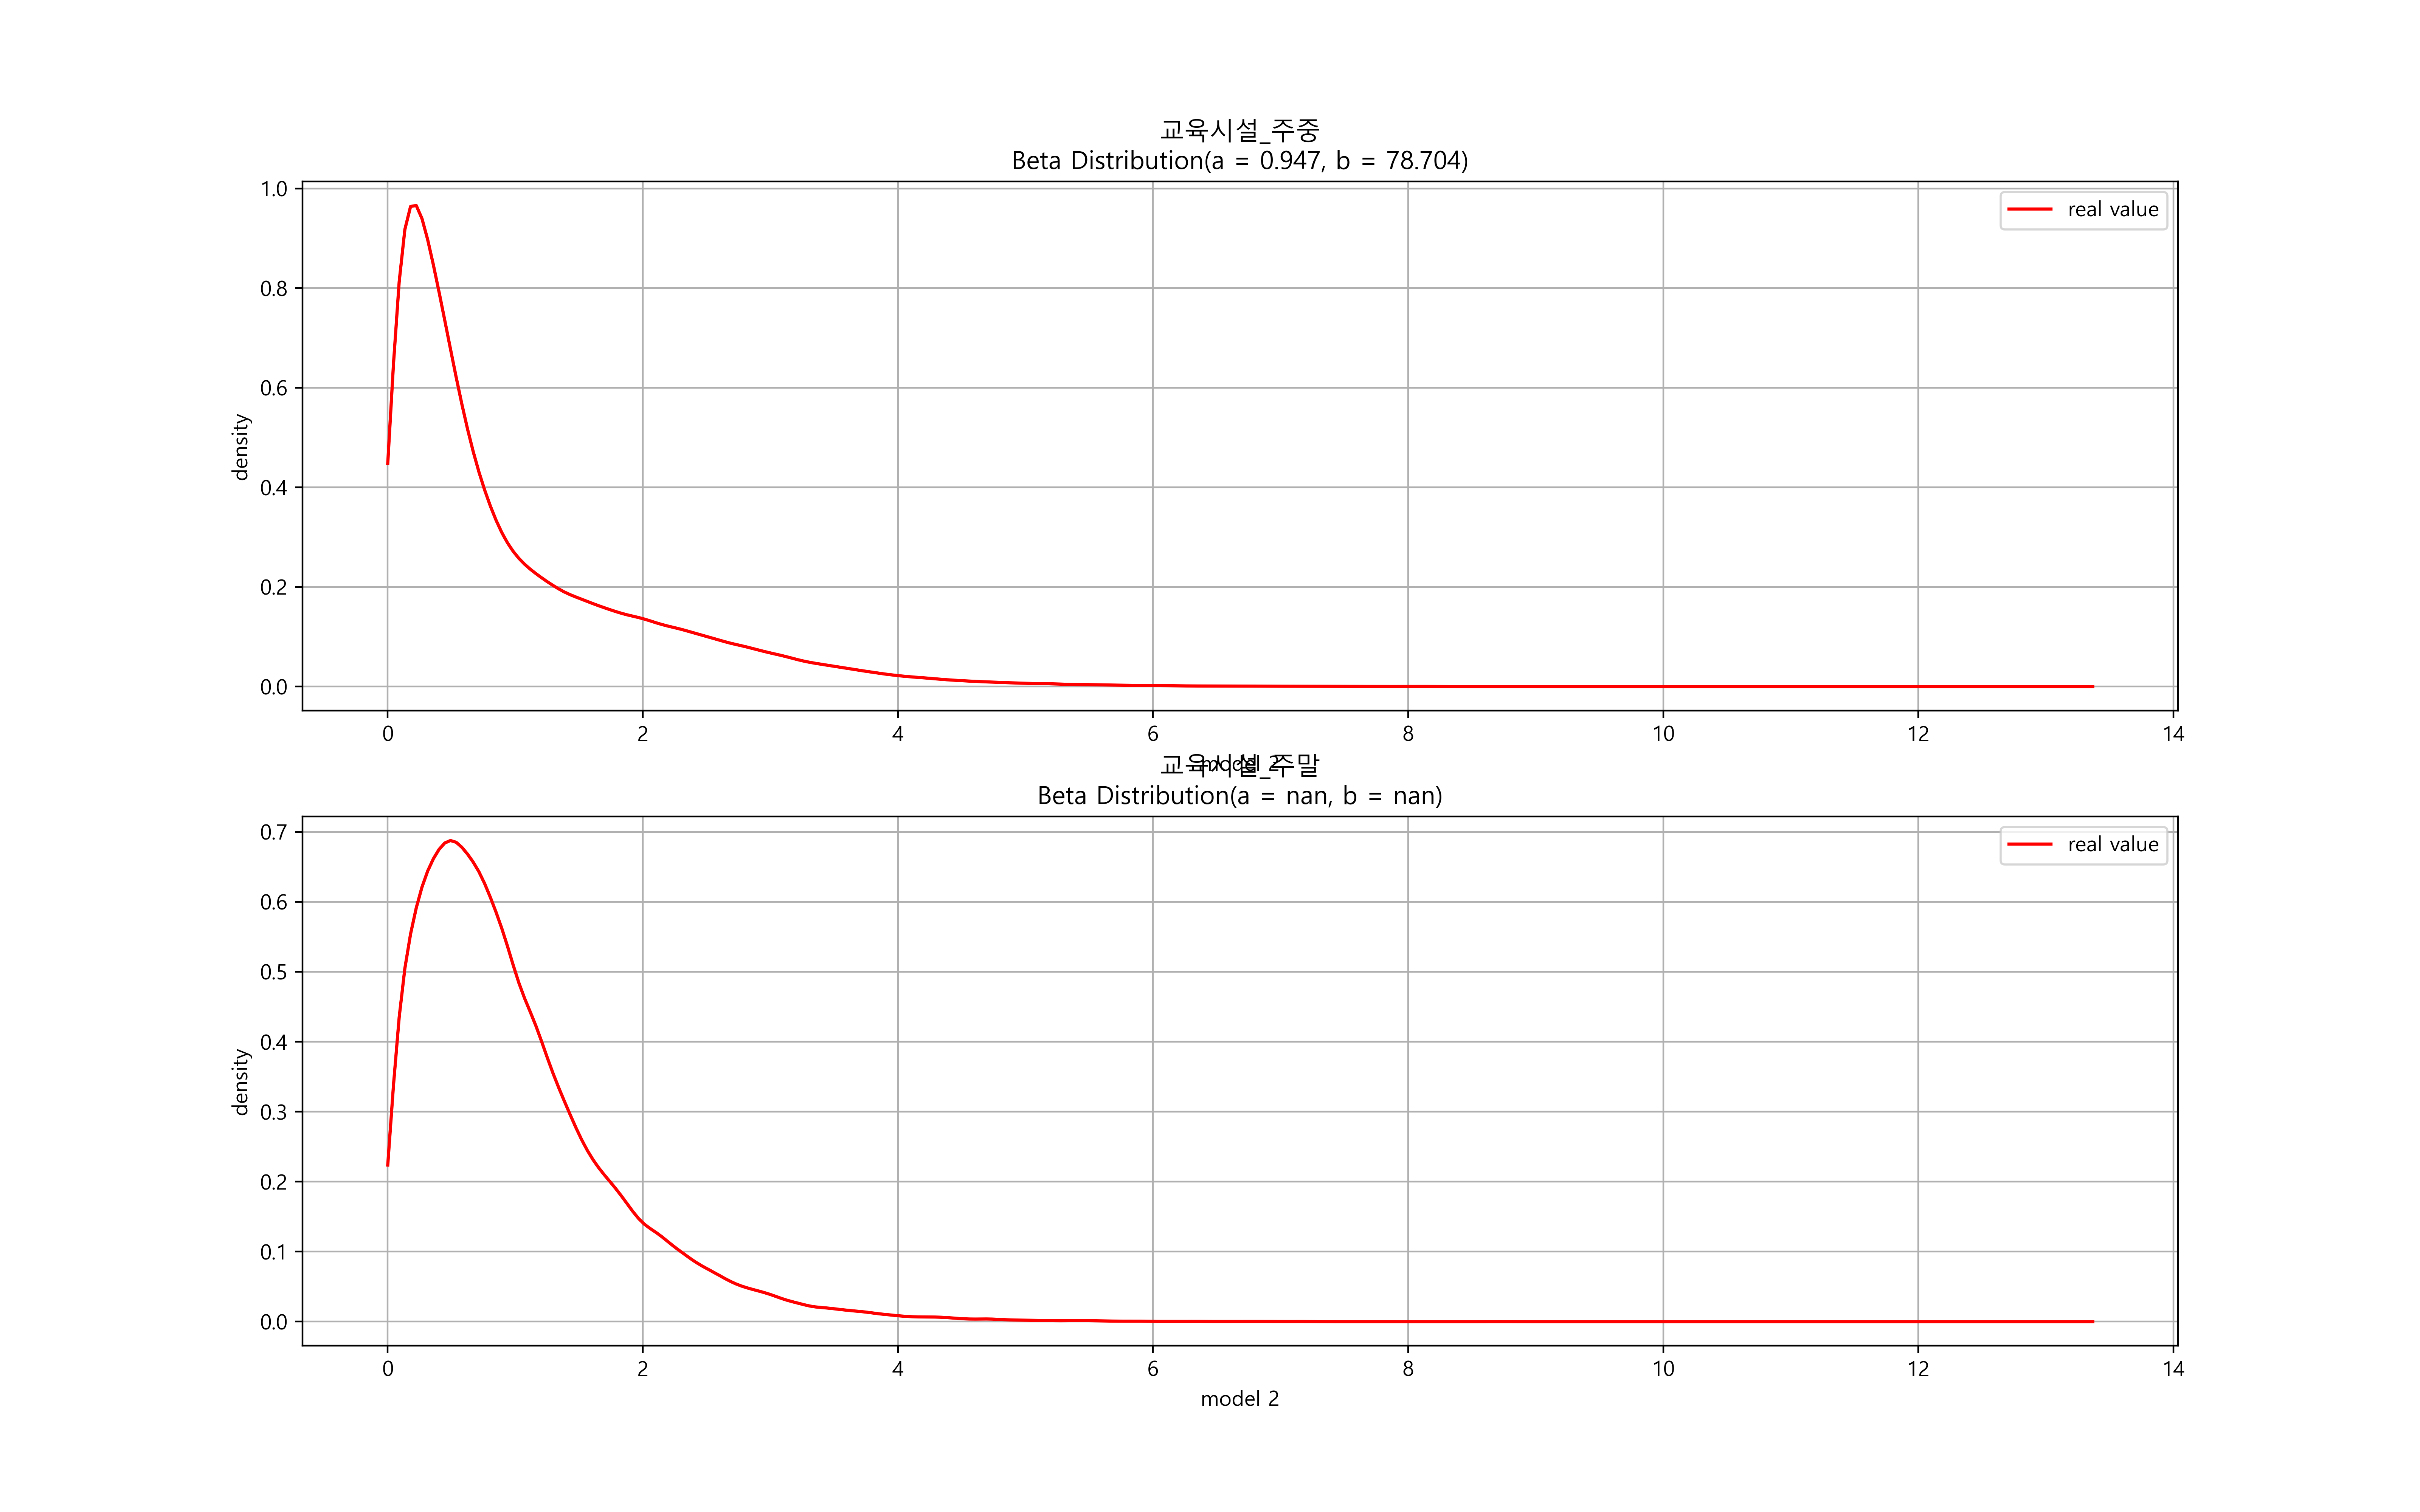 교육시설_주중
Beta Distribution(a = 0.947, b = 78.704)
1.0
0.8
0.6
0.4
0.2
0.0
density
real value
0 2 4 6 8 10 12 14
model 2
교육시설_주말
Beta Distribution(a = nan, b = nan)
0.7
0.6
0.5
0.4
0.3
0.2
0.1
0.0
density
real value
0 2 4 6 8 10 12 14
model 2